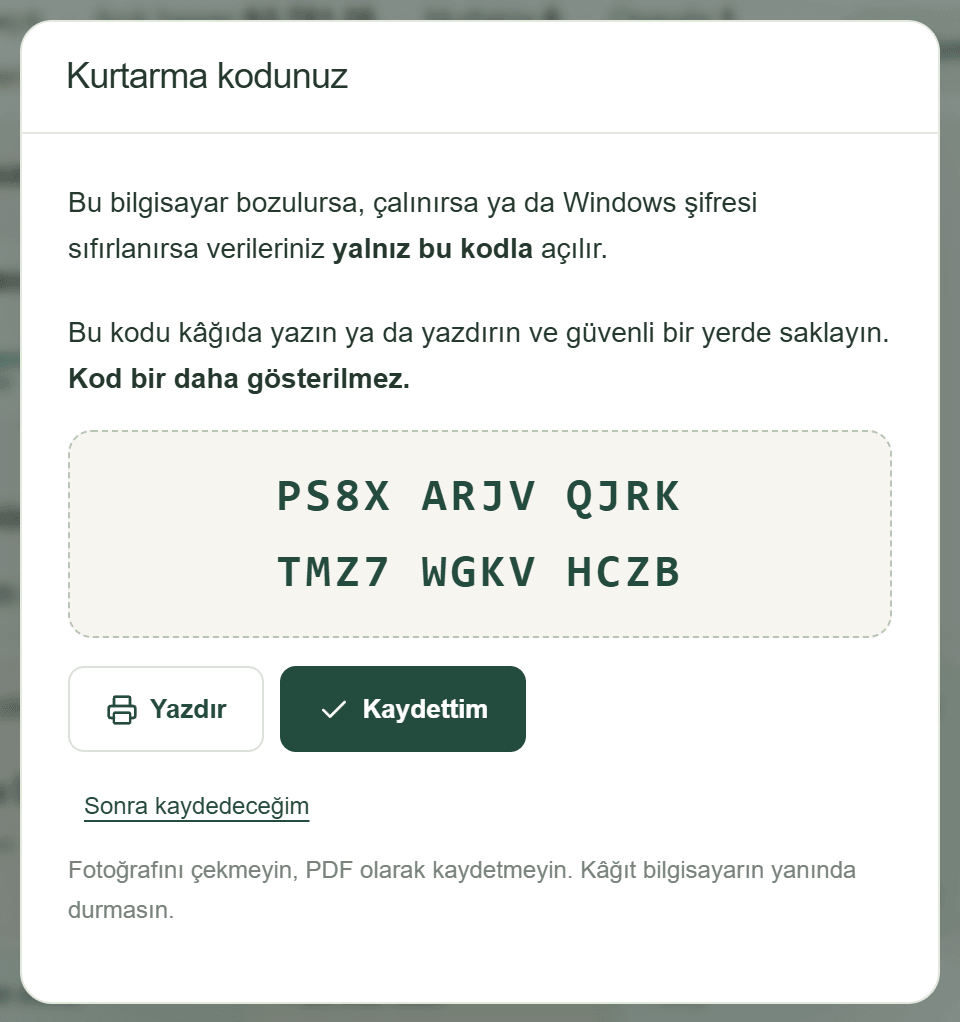 Kurtarma kodunuz
Bu bilgisayar bozulursa, çalınırsa ya da Windows şifresi
sıfırlanırsa verileriniz yalnız bu kodla açılır.
Bu kodu kâğıda yazın ya da yazdırın ve güvenli bir yerde saklayın.
Kod bir daha gösterilmez.
PS8X ARJV QJRK
TMZ7 WGKV HCZB
Yazdır
Kaydettim
Sonra kaydedeceğim
Fotoğrafını çekmeyin, PDF olarak kaydetmeyin. Kâğıt bilgisayarın yanında
durmasın.